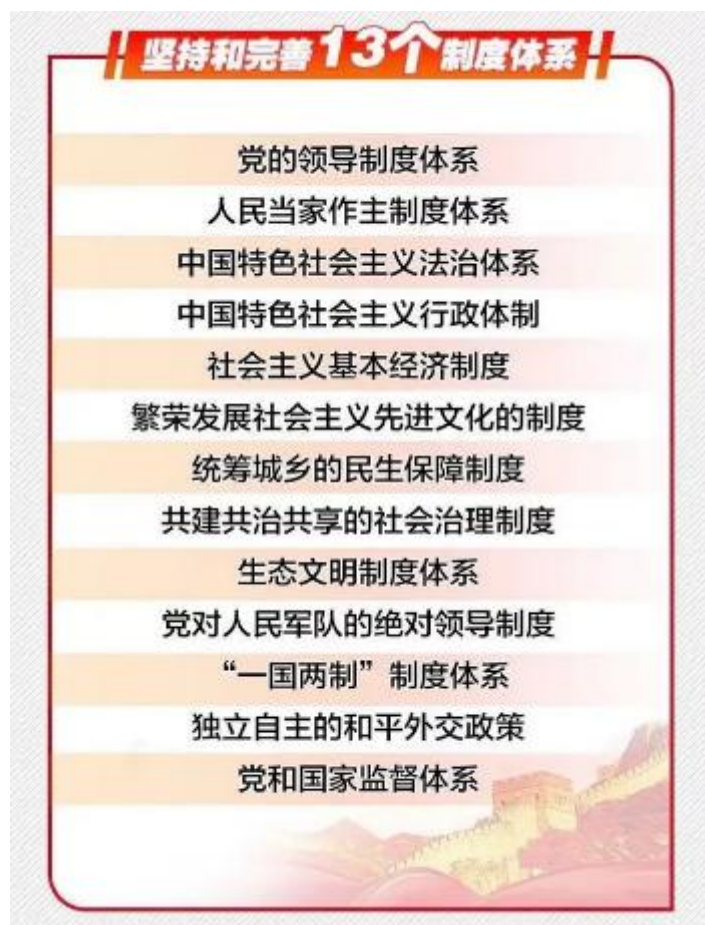 坚持和完善13个制度体系
党的领导制度体系
人民当家作主制度体系
中国特色社会主义法治体系
中国特色社会主义行政体制
社会主义基本经济制度
繁荣发展社会主义先进文化的制度
统筹城乡的民生保障制度
共建共治共享的社会治理制度
生态文明制度体系
党对人民军队的绝对领导制度
“一国两制”制度体系
独立自主的和平外交政策
党和国家监督体系